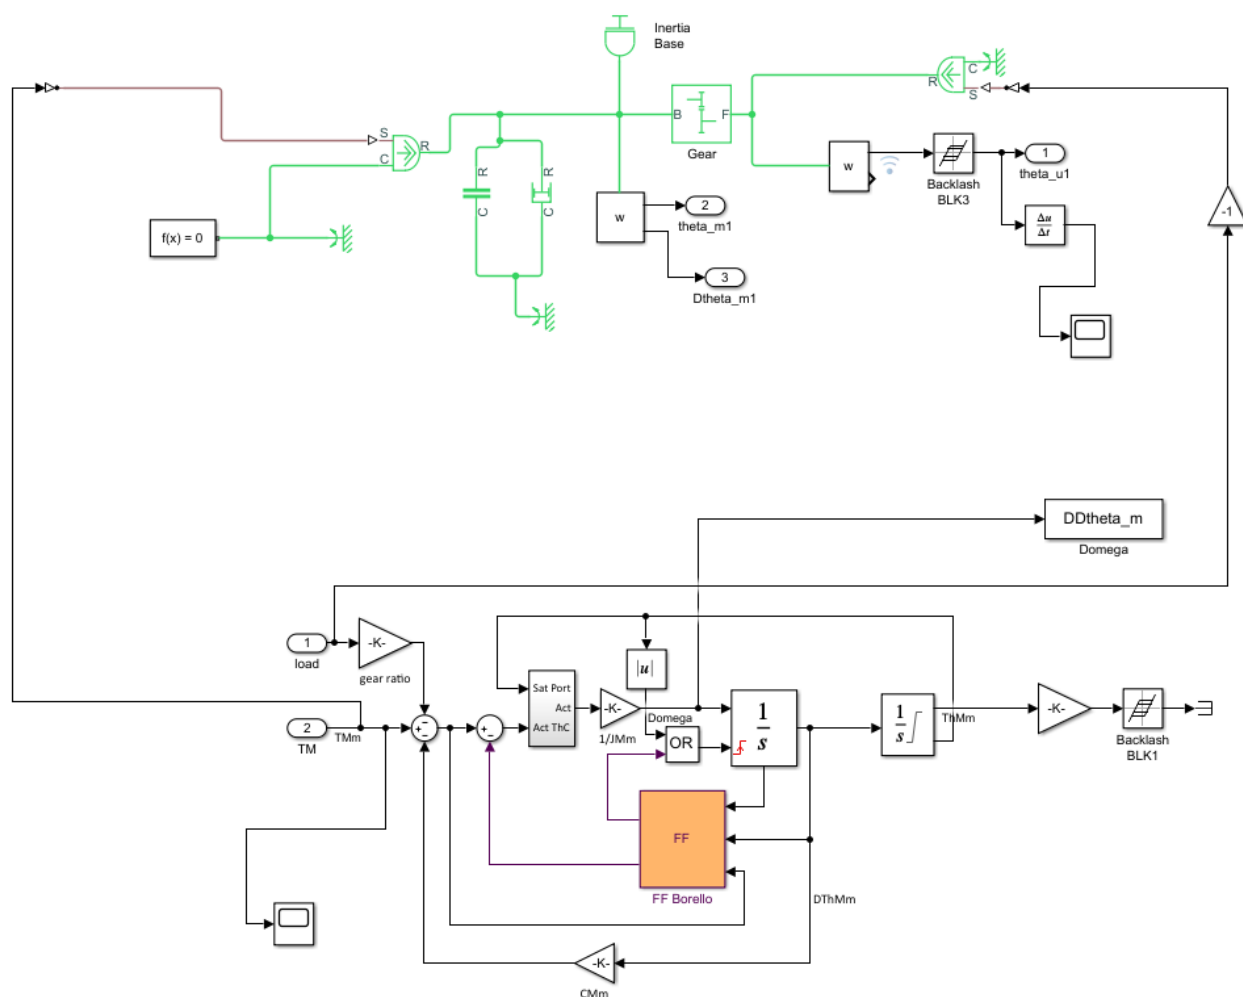 Inertia
Base
S
R
C
B
F
Gear
R
C
S
R
R
C
C
w
w
Backlash
BLK3
1
theta_u1
-1
f(x) = 0
2
theta_m1
3
Dtheta_m1
Δu
Δt
DDtheta_m
Domega
1
load
-K-
gear ratio
|u|
Sat Port
Act
Act ThC
-K-
1/JMm
Domega
OR
1
s
1
s
ThMm
-K-
Backlash
BLK1
2
TM
TMm
−
+
−
+
−
FF
FF Borello
DThMm
-K-
CMm